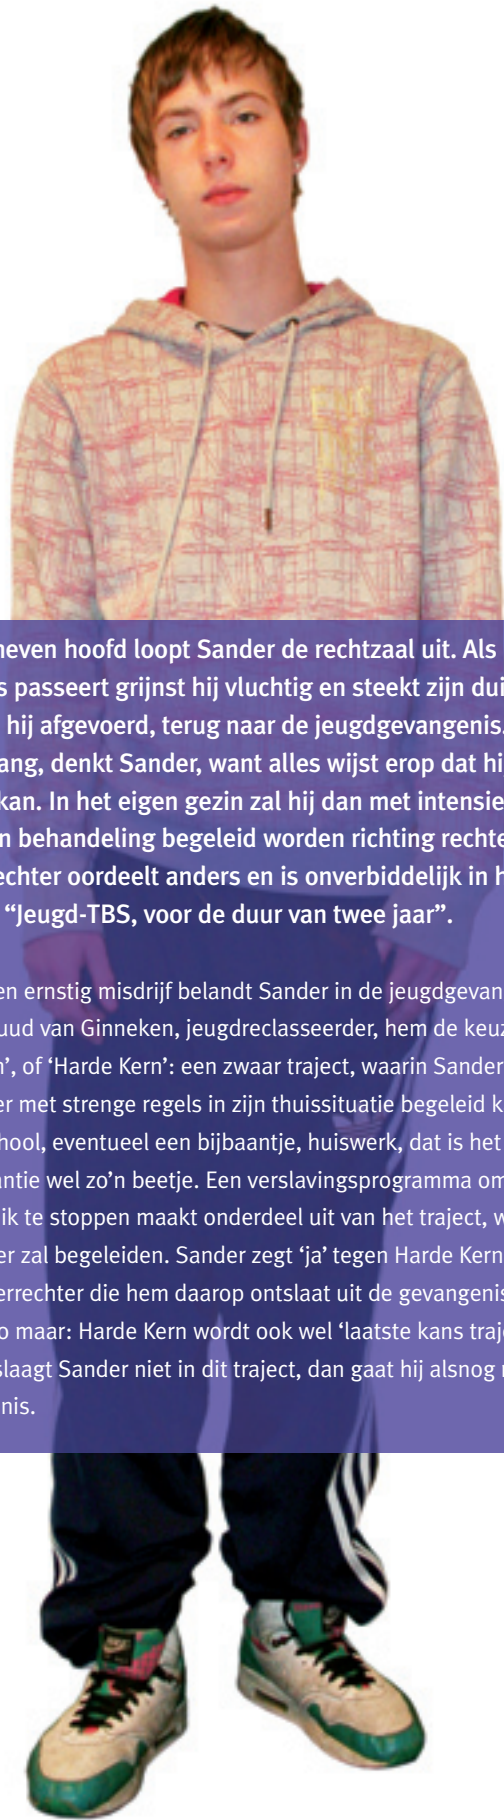 heven hoofd loopt Sander de rechtzaal uit. Als
s passeert grijnst hij vluchtig en steekt zijn dui
hij afgevoerd, terug naar de jeugdgevangenis.
ang, denkt Sander, want alles wijst erop dat hi
kan. In het eigen gezin zal hij dan met intensie
n behandeling begeleid worden richting rechte
echter oordeelt anders en is onverbiddelijk in h
“Jeugd-TBS, voor de duur van twee jaar”.
en ernstig misdrijf belandt Sander in de jeugdgevan
uud van Ginneken, jeugdreclasseerder, hem de keuz
n’, of ‘Harde Kern’: een zwaar traject, waarin Sander
er met strenge regels in zijn thuissituatie begeleid k
hool, eventueel een bijbaantje, huiswerk, dat is het
antie wel zo’n beetje. Een verslavingsprogramma om
ik te stoppen maakt onderdeel uit van het traject, w
er zal begeleiden. Sander zegt ‘ja’ tegen Harde Kern
errechter die hem daarop ontslaat uit de gevangenis
o maar: Harde Kern wordt ook wel ‘laatste kans traj
slaagt Sander niet in dit traject, dan gaat hij alsnog
nis.